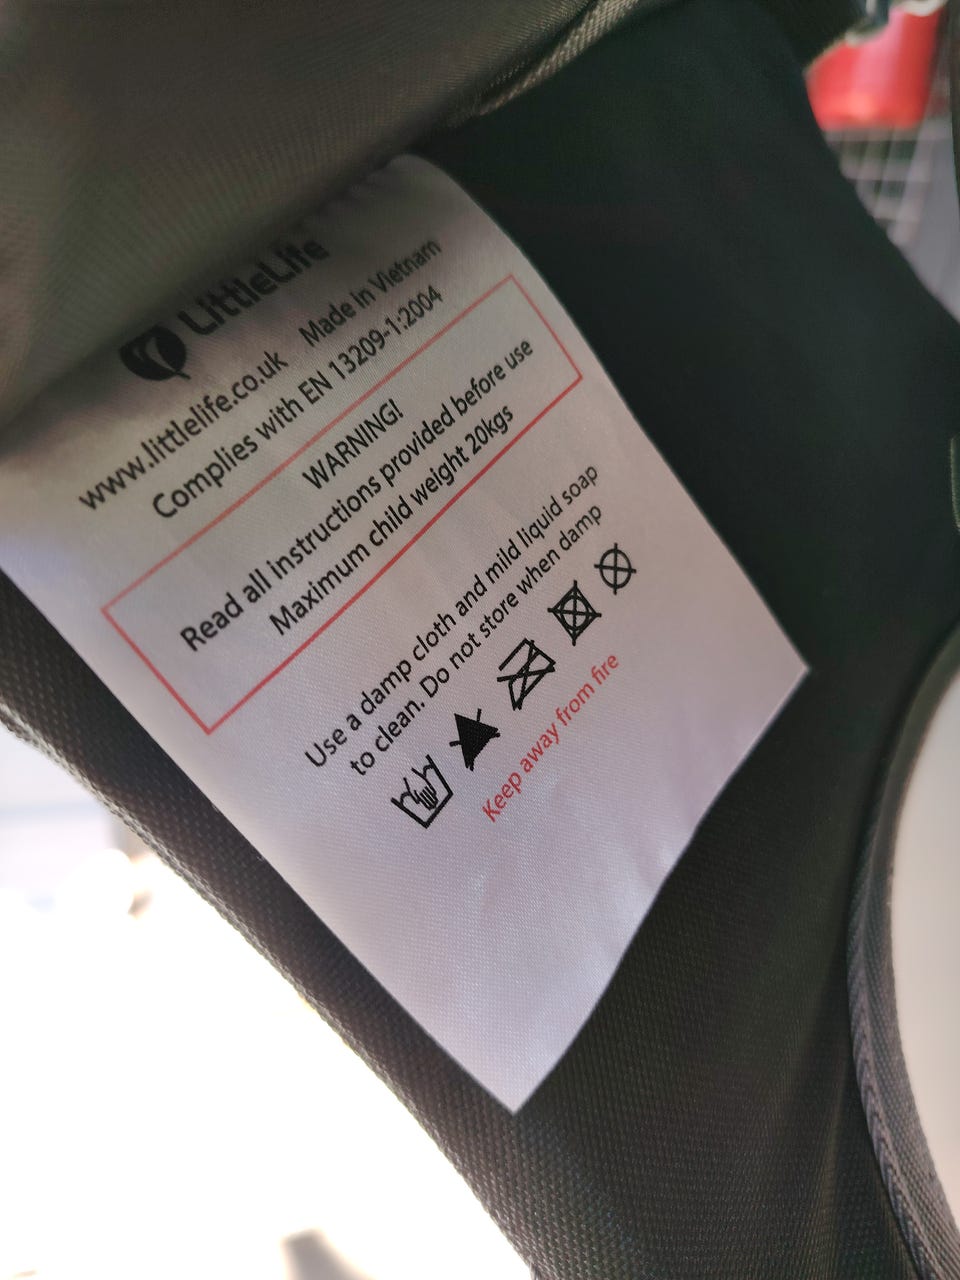 LittleLife
www.littlelife.co.uk Made in Vietnam
Complies with EN 13209-1:2004
WARNING!
Read all instructions provided before use
Maximum child weight 20kgs
Use a damp cloth and mild liquid soap
to clean. Do not store when damp
Keep away from fire